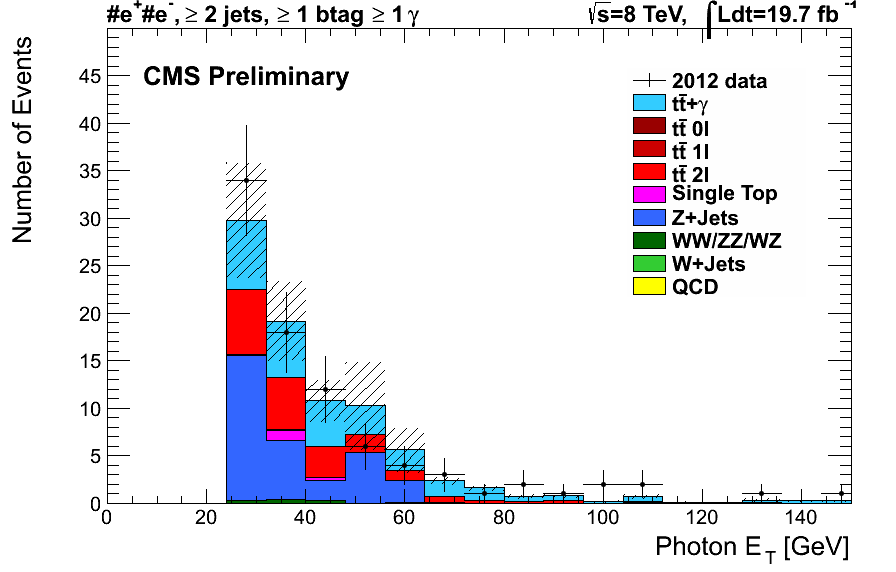 #e⁺#e⁻, ≥ 2 jets, ≥ 1 btag ≥ 1 γ
√s=8 TeV, ∫Ldt=19.7 fb⁻¹
CMS Preliminary
Number of Events
45
40
35
30
25
20
15
10
5
0
2012 data
tt̄+γ
tt̄ 0l
tt̄ 1l
tt̄ 2l
Single Top
Z+Jets
WW/ZZ/WZ
W+Jets
QCD
0 20 40 60 80 100 120 140
Photon E_T [GeV]